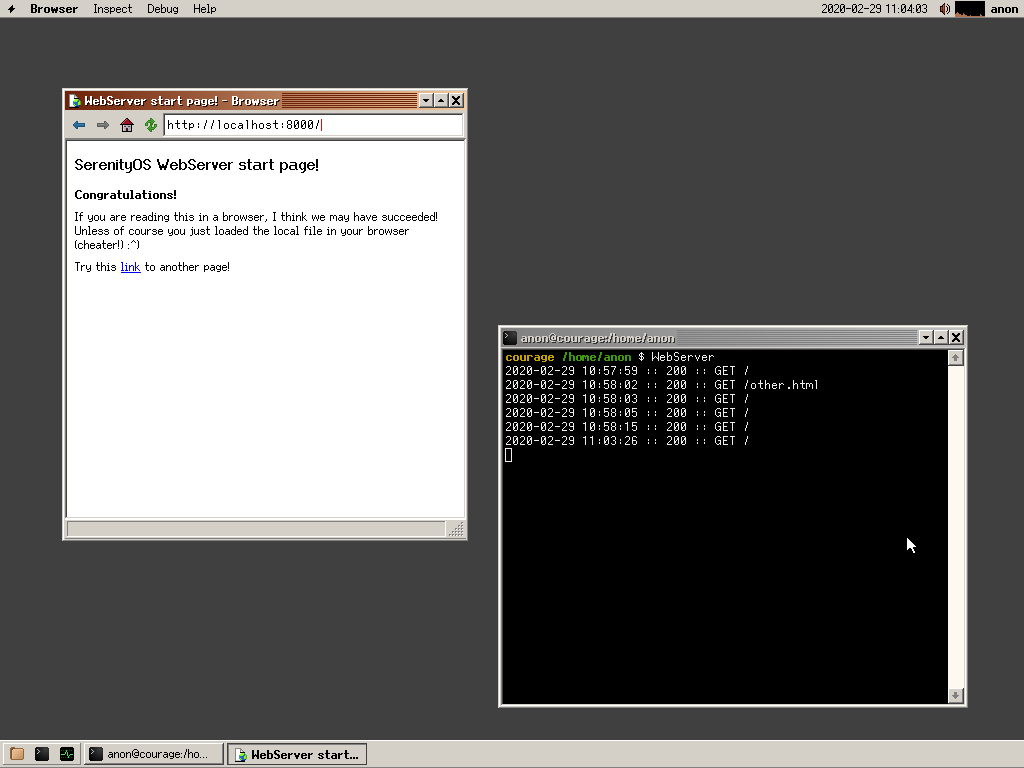 Browser Inspect Debug Help 2020-02-29 11:04:03 anon
WebServer start page! - Browser
http://localhost:8000/
SerenityOS WebServer start page!
Congratulations!
If you are reading this in a browser, I think we may have succeeded!
Unless of course you just loaded the local file in your browser
(cheater!) :^)
Try this link to another page!
anon@courage:/home/anon
courage /home/anon $ WebServer
2020-02-29 10:57:59 :: 200 :: GET /
2020-02-29 10:58:02 :: 200 :: GET /other.html
2020-02-29 10:58:03 :: 200 :: GET /
2020-02-29 10:58:05 :: 200 :: GET /
2020-02-29 10:58:15 :: 200 :: GET /
2020-02-29 11:03:26 :: 200 :: GET /
anon@courage:/ho... WebServer start...